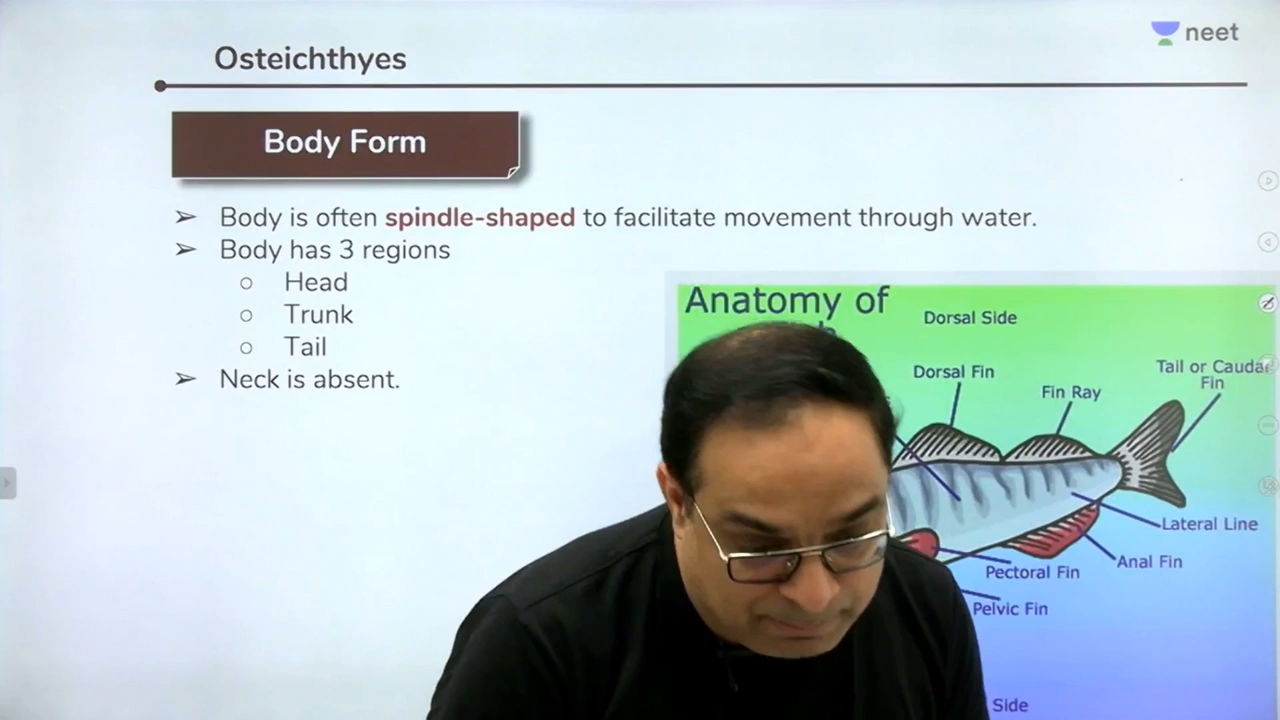 neet
Osteichthyes
Body Form
➢ Body is often spindle-shaped to facilitate movement through water.
➢ Body has 3 regions
○ Head
○ Trunk
○ Tail
➢ Neck is absent.
Anatomy of
Dorsal Side
Dorsal Fin
Fin Ray
Tail or Caudal
Fin
Lateral Line
Anal Fin
Pectoral Fin
Pelvic Fin
Side